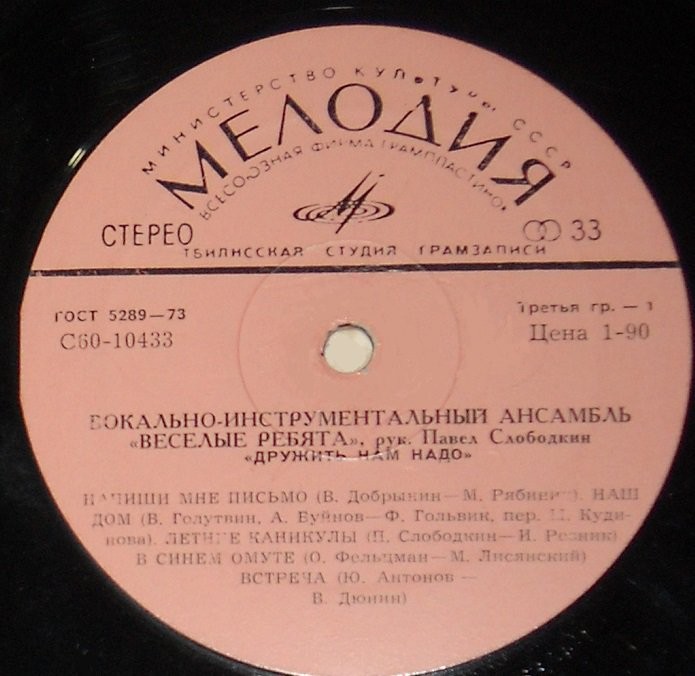 МИНИСТЕРСТВО КУЛЬТУРЫ СССР
МЕЛОДИЯ
ВСЕСОЮЗНАЯ ФИРМА ГРАМПЛАСТИНОК
СТЕРЕО
33
ТБИЛИССКАЯ СТУДИЯ ГРАМЗАПИСИ
ГОСТ 5289—73
Третья гр. — 1
С60-10433
Цена 1-90
ВОКАЛЬНО-ИНСТРУМЕНТАЛЬНЫЙ АНСАМБЛЬ
«ВЕСЕЛЫЕ РЕБЯТА», рук. Павел Слободкин
«ДРУЖИТЬ НАМ НАДО»
НАПИШИ МНЕ ПИСЬМО (В. Добрынин—М. Рябинин). НАШ
ДОМ (В. Голутвин, А. Буйнов—Ф. Гольвик, пер. Куди-
нова). ЛЕТНИЕ КАНИКУЛЫ (П. Слободкин—И. Резник)
В СИНЕМ ОМУТЕ (О. Фельцман—М. Лисянский)
ВСТРЕЧА (Ю. Антонов —
В. Дюнин)